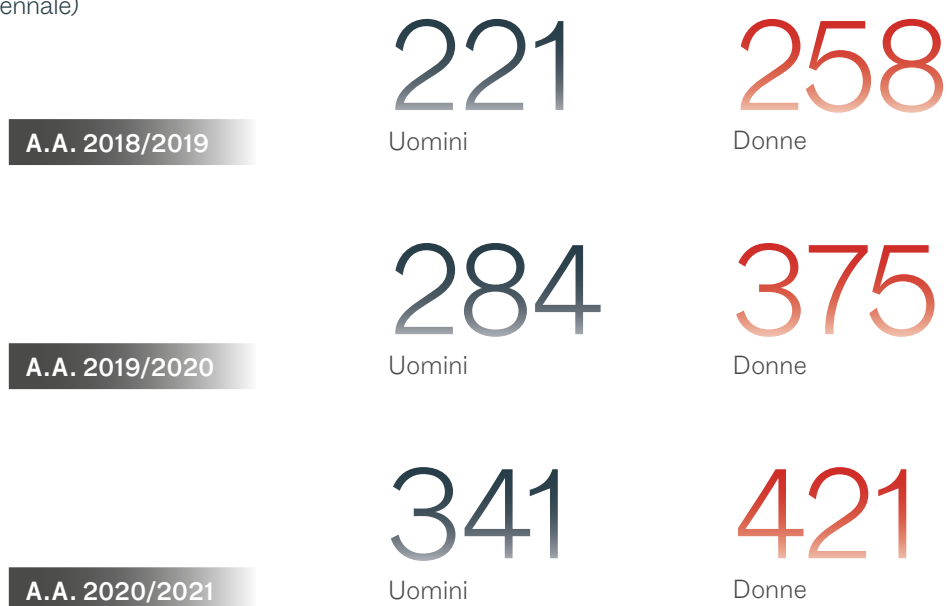 ennale)
221
258
A.A. 2018/2019
Uomini
Donne
284
375
A.A. 2019/2020
Uomini
Donne
341
421
A.A. 2020/2021
Uomini
Donne